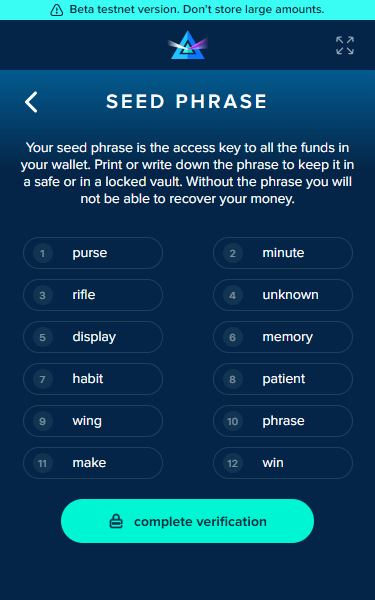 Beta testnet version. Don't store large amounts.
SEED PHRASE
Your seed phrase is the access key to all the funds in
your wallet. Print or write down the phrase to keep it in
a safe or in a locked vault. Without the phrase you will
not be able to recover your money.
1 purse
2 minute
3 rifle
4 unknown
5 display
6 memory
7 habit
8 patient
9 wing
10 phrase
11 make
12 win
complete verification